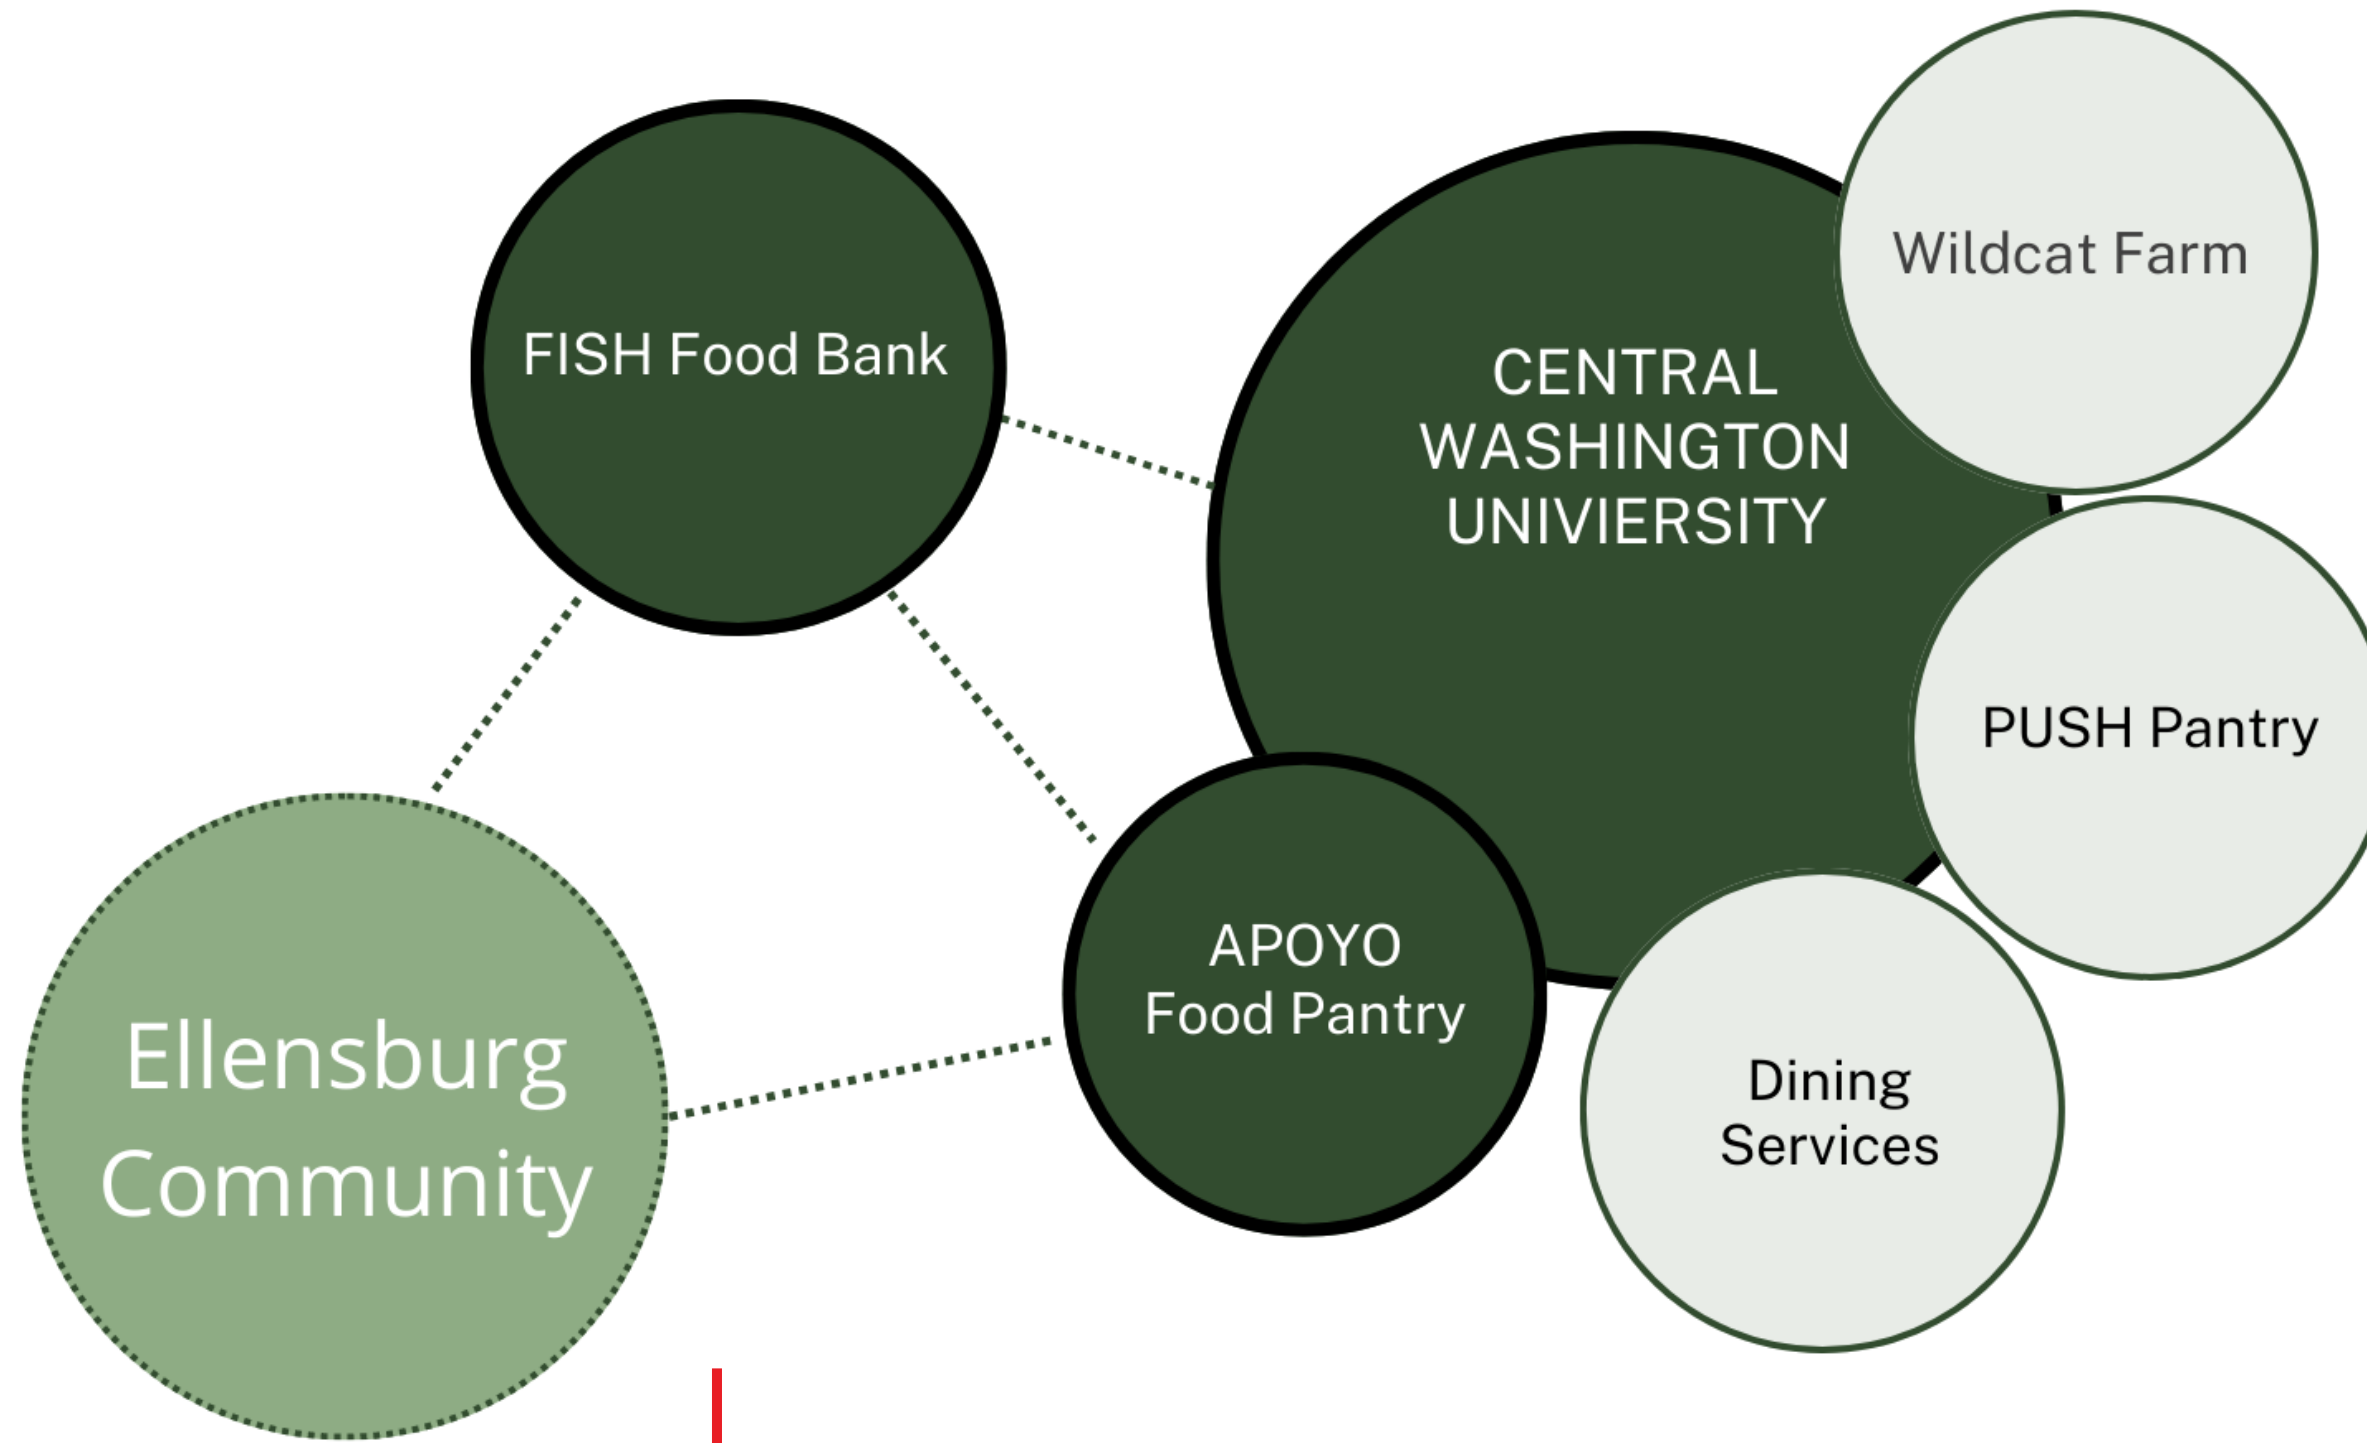 FISH Food Bank
CENTRAL
WASHINGTON
UNIVIERSITY
Wildcat Farm
PUSH Pantry
APOYO
Food Pantry
Dining
Services
Ellensburg
Community